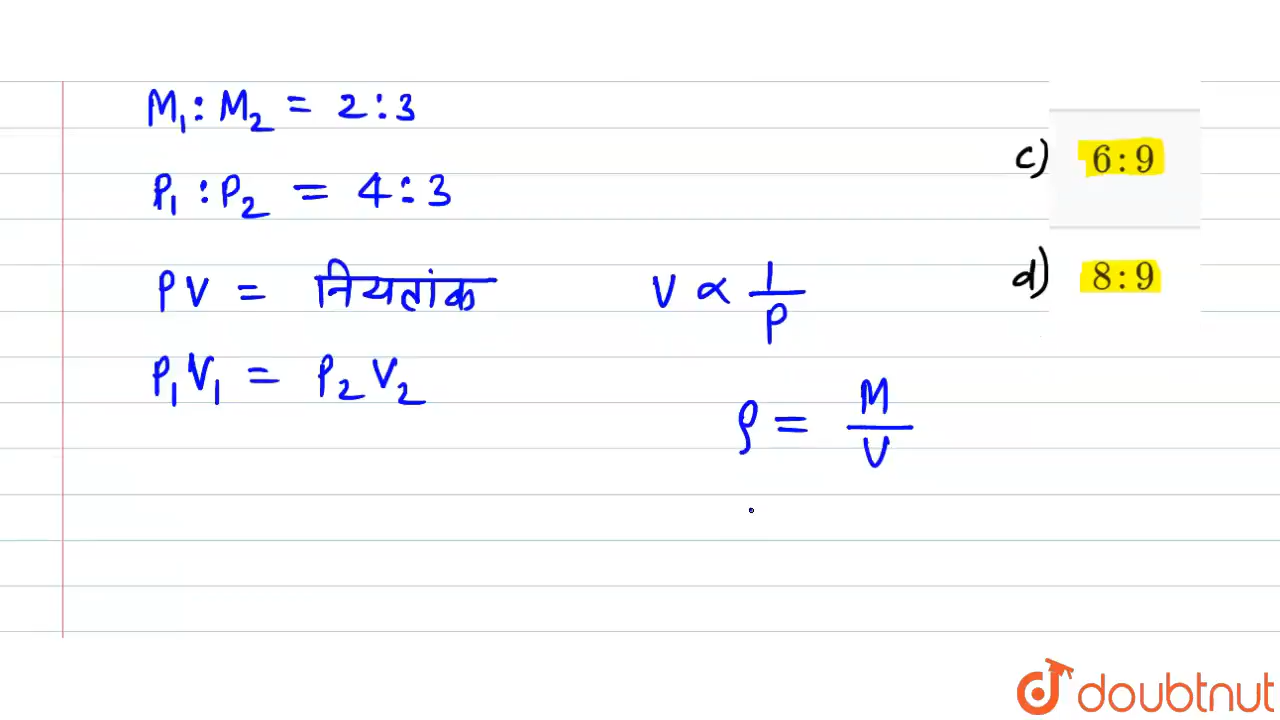 M₁ : M₂ = 2 : 3
c) 6 : 9
P₁ : P₂ = 4 : 3
d) 8 : 9
PV = नियतांक V ∝ 1/P
P₁V₁ = P₂V₂
ρ = M/V
doubtnut